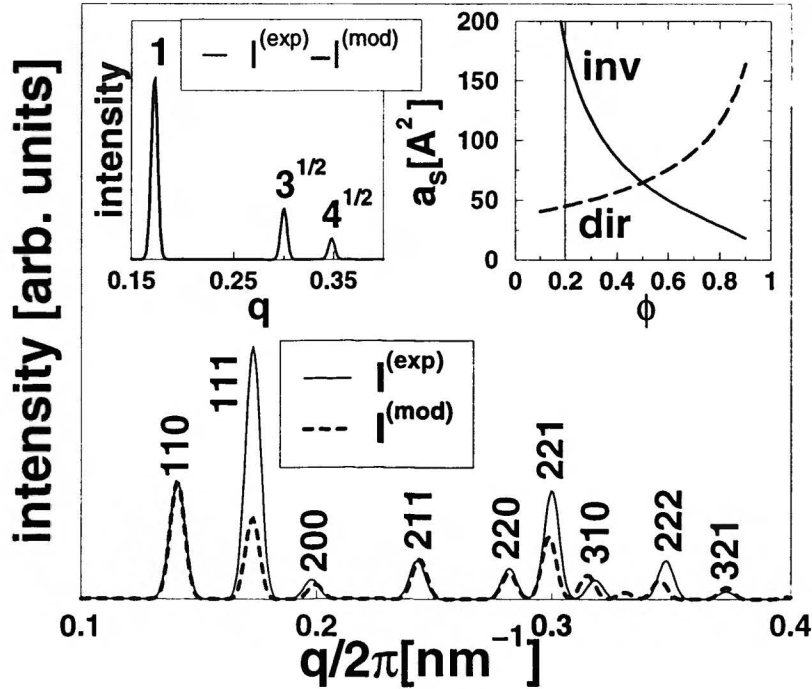 intensity [arb. units]
q/2π[nm⁻¹]
0.1 0.2 0.3 0.4
110
111
200
211
220
221
310
222
321
I(exp)
I(mod)
intensity
q
0.15 0.25 0.35
1
3^1/2
4^1/2
— I(exp) –I(mod)
a_s[A²]
200
150
100
50
0
0 0.2 0.4 0.6 0.8 1
ϕ
inv
dir